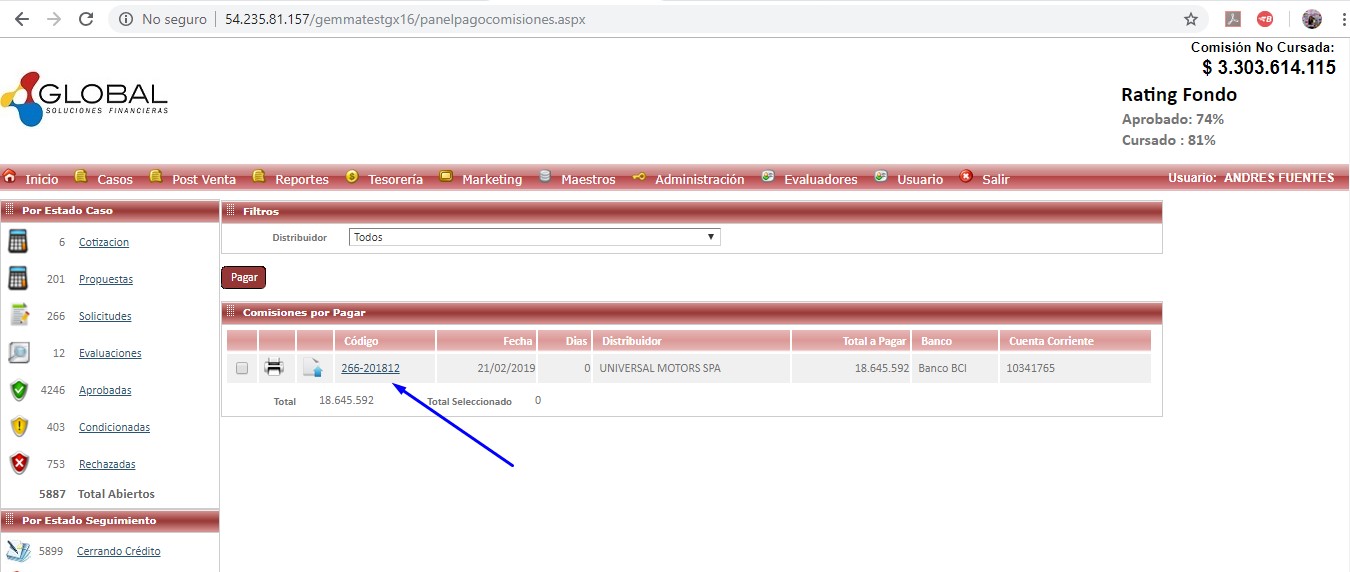 No seguro | 54.235.81.157/gemmatestgx16/panelpagocomisiones.aspx
Comisión No Cursada:
$ 3.303.614.115
GLOBAL
SOLUCIONES FINANCIERAS
Rating Fondo
Aprobado: 74%
Cursado : 81%
Inicio Casos Post Venta Reportes Tesorería Marketing Maestros Administración Evaluadores Usuario Salir Usuario: ANDRES FUENTES
Por Estado Caso
6 Cotizacion
201 Propuestas
266 Solicitudes
12 Evaluaciones
4246 Aprobadas
403 Condicionadas
753 Rechazadas
5887 Total Abiertos
Por Estado Seguimiento
5899 Cerrando Crédito
Filtros
Distribuidor Todos
Pagar
Comisiones por Pagar
Código Fecha Dias Distribuidor Total a Pagar Banco Cuenta Corriente
266-201812 21/02/2019 0 UNIVERSAL MOTORS SPA 18.645.592 Banco BCI 10341765
Total 18.645.592 Total Seleccionado 0